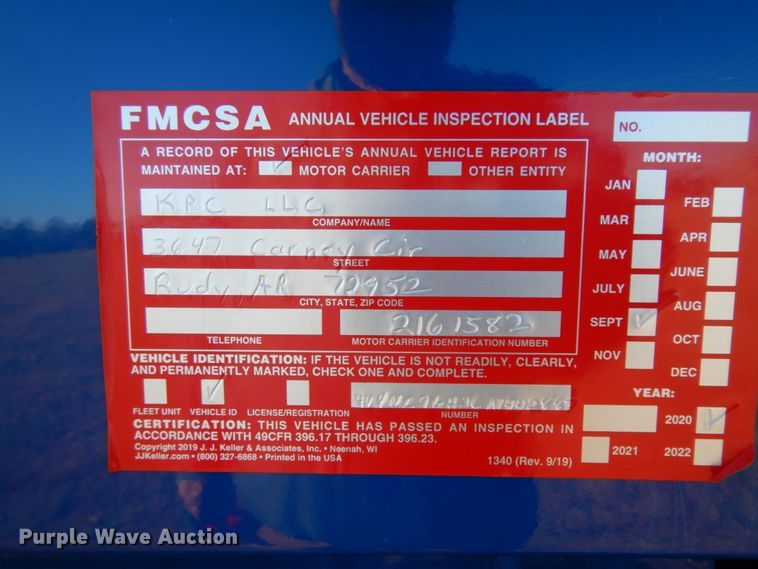 FMCSA ANNUAL VEHICLE INSPECTION LABEL
NO.
A RECORD OF THIS VEHICLE'S ANNUAL VEHICLE REPORT IS
MAINTAINED AT: ✓ MOTOR CARRIER OTHER ENTITY
KPC LLC
COMPANY/NAME
3647 Carney Cir
STREET
Rudy, AR 72952
CITY, STATE, ZIP CODE
2161582
TELEPHONE MOTOR CARRIER IDENTIFICATION NUMBER
VEHICLE IDENTIFICATION: IF THE VEHICLE IS NOT READILY, CLEARLY,
AND PERMANENTLY MARKED, CHECK ONE AND COMPLETE.
✓
FLEET UNIT VEHICLE ID LICENSE/REGISTRATION NUMBER
CERTIFICATION: THIS VEHICLE HAS PASSED AN INSPECTION IN
ACCORDANCE WITH 49CFR 396.17 THROUGH 396.23.
Copyright 2019 J. J. Keller & Associates, Inc. • Neenah, WI
JJKeller.com • (800) 327-6868 • Printed in the USA
1340 (Rev. 9/19)
MONTH:
JAN
FEB
MAR
APR
MAY
JUNE
JULY
AUG
SEPT ✓
OCT
NOV
DEC
YEAR:
2020 ✓
2021 2022
Purple Wave Auction